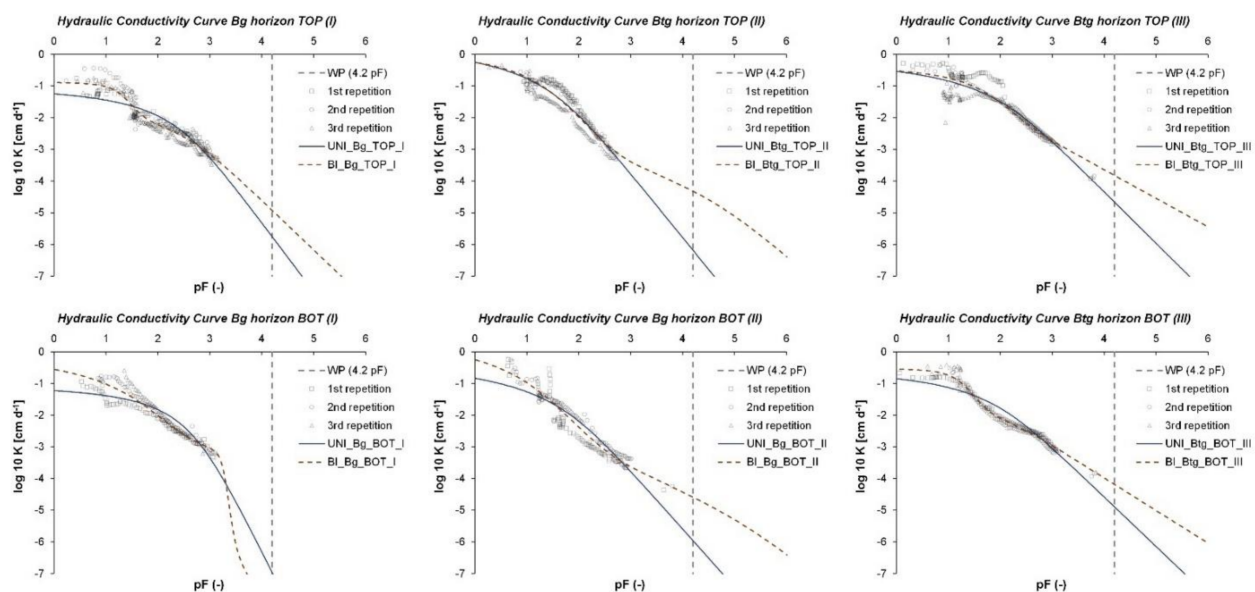 Hydraulic Conductivity Curve Bg horizon TOP (I)
0 1 2 3 4 5 6
0
-1
-2
-3
-4
-5
-6
-7
log 10 K [cm d⁻¹]
WP (4.2 pF)
1st repetition
2nd repetition
3rd repetition
UNI_Bg_TOP_I
BI_Bg_TOP_I
pF (-)
Hydraulic Conductivity Curve Btg horizon TOP (II)
0 1 2 3 4 5 6
0
-1
-2
-3
-4
-5
-6
-7
log 10 K [cm d⁻¹]
WP (4.2 pF)
1st repetition
2nd repetition
3rd repetition
UNI_Btg_TOP_II
BI_Btg_TOP_II
pF (-)
Hydraulic Conductivity Curve Btg horizon TOP (III)
0 1 2 3 4 5 6
0
-1
-2
-3
-4
-5
-6
-7
log 10 K [cm d⁻¹]
WP (4.2 pF)
1st repetition
2nd repetition
3rd repetition
UNI_Btg_TOP_III
BI_Btg_TOP_III
pF (-)
Hydraulic Conductivity Curve Bg horizon BOT (I)
0 1 2 3 4 5 6
0
-1
-2
-3
-4
-5
-6
-7
log 10 K [cm d⁻¹]
WP (4.2 pF)
1st repetition
2nd repetition
3rd repetition
UNI_Bg_BOT_I
BI_Bg_BOT_I
pF (-)
Hydraulic Conductivity Curve Bg horizon BOT (II)
0 1 2 3 4 5 6
0
-1
-2
-3
-4
-5
-6
-7
log 10 K [cm d⁻¹]
WP (4.2 pF)
1st repetition
2nd repetition
3rd repetition
UNI_Bg_BOT_II
BI_Bg_BOT_II
pF (-)
Hydraulic Conductivity Curve Btg horizon BOT (III)
0 1 2 3 4 5 6
0
-1
-2
-3
-4
-5
-6
-7
log 10 K [cm d⁻¹]
WP (4.2 pF)
1st repetition
2nd repetition
3rd repetition
UNI_Btg_BOT_III
BI_Btg_BOT_III
pF (-)